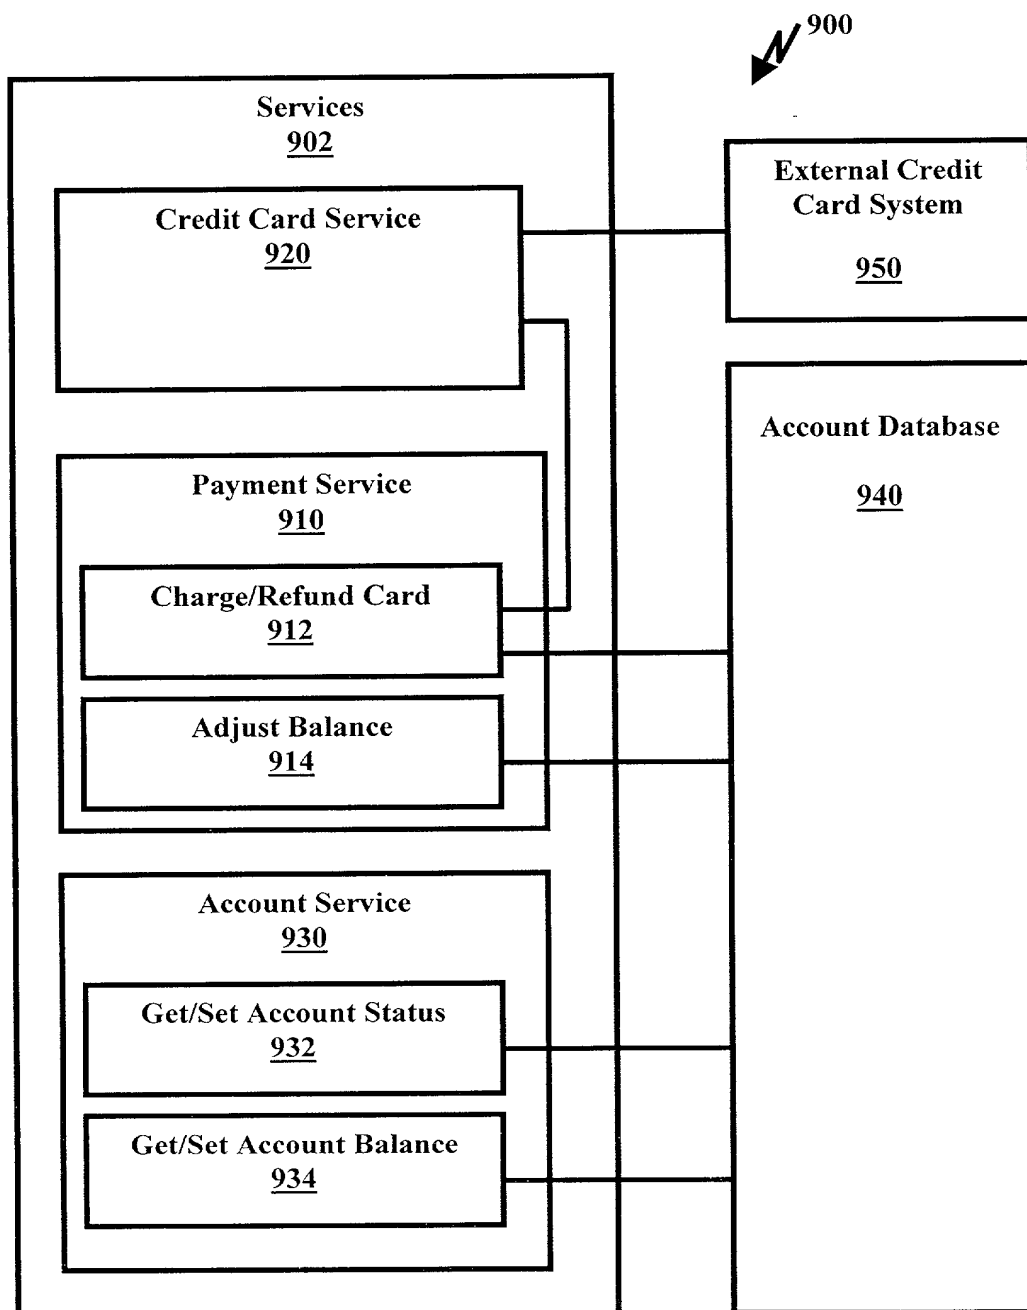 900
Services
902
Credit Card Service
920
External Credit
Card System
950
Account Database
940
Payment Service
910
Charge/Refund Card
912
Adjust Balance
914
Account Service
930
Get/Set Account Status
932
Get/Set Account Balance
934